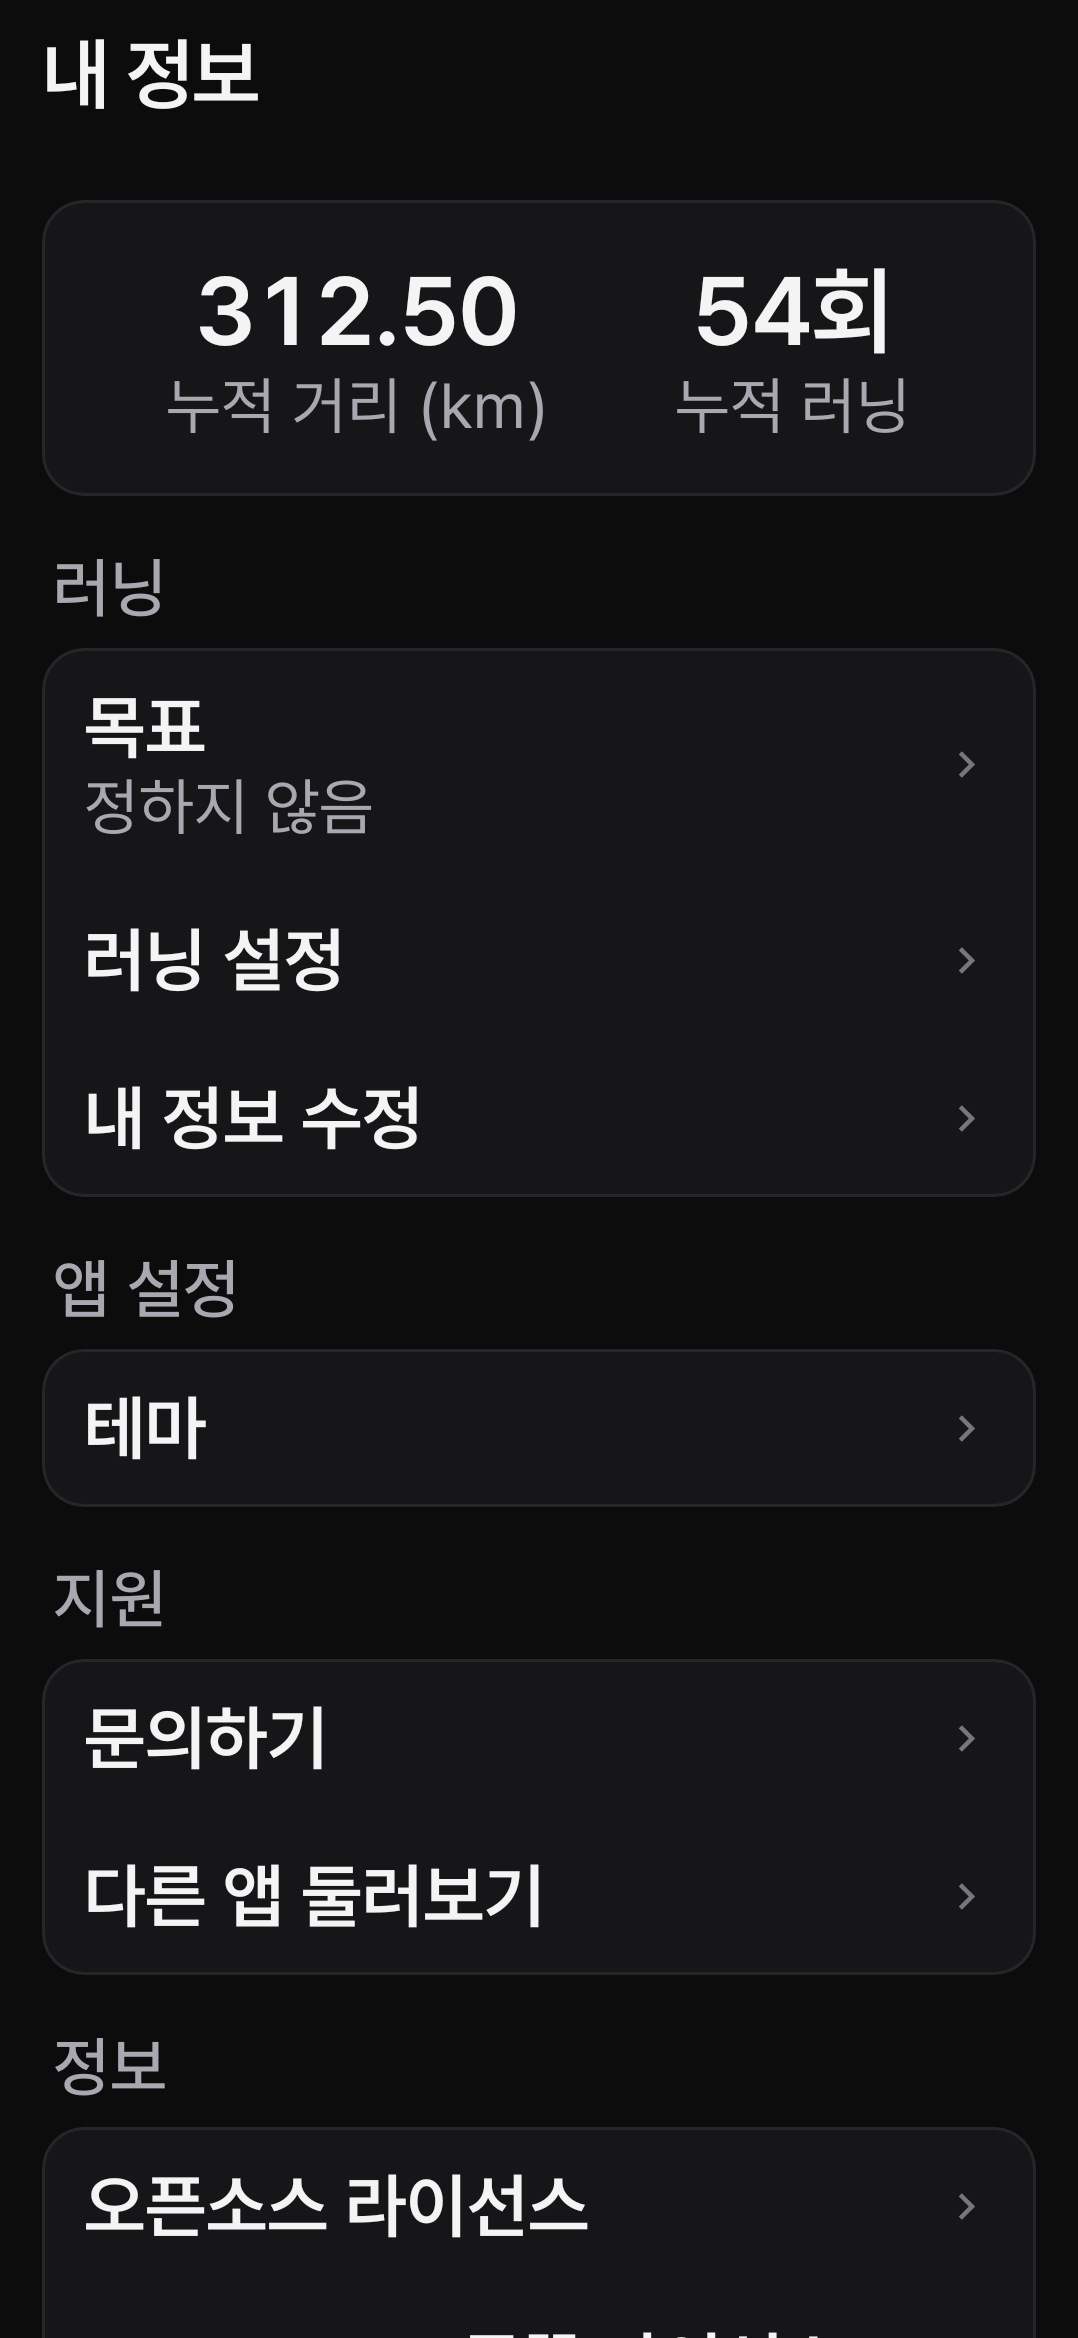 내 정보
312.50 54회
누적 거리 (km) 누적 러닝
러닝
목표
정하지 않음
러닝 설정
내 정보 수정
앱 설정
테마
지원
문의하기
다른 앱 둘러보기
정보
오픈소스 라이선스